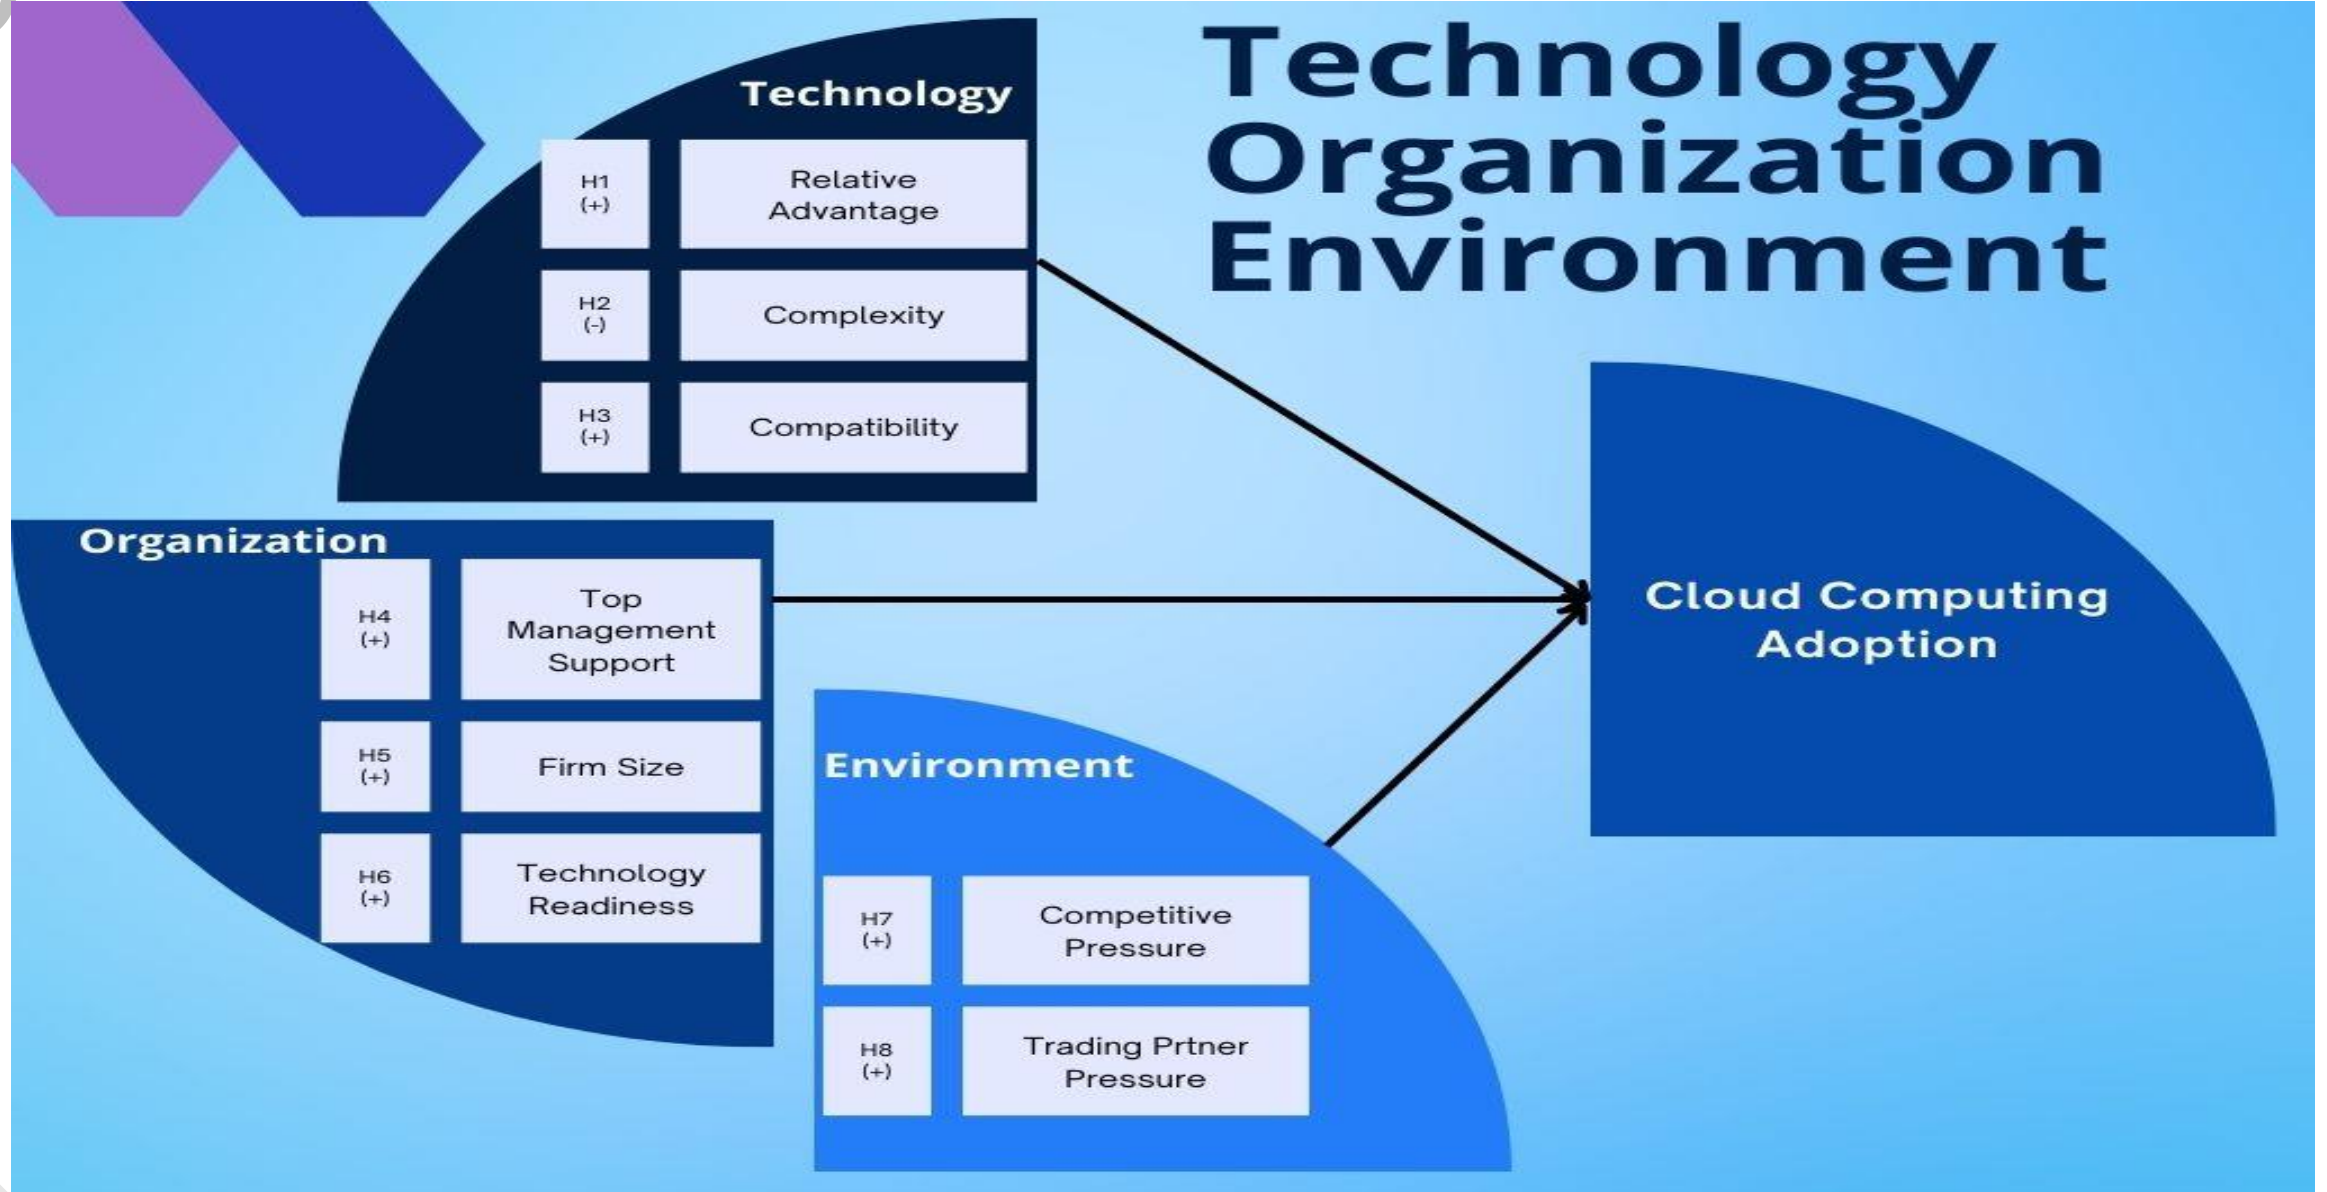 Technology
Organization
Environment
Technology
H1
(+)
Relative
Advantage
H2
(-)
Complexity
H3
(+)
Compatibility
Organization
H4
(+)
Top
Management
Support
H5
(+)
Firm Size
H6
(+)
Technology
Readiness
Environment
H7
(+)
Competitive
Pressure
H8
(+)
Trading Prtner
Pressure
Cloud Computing
Adoption